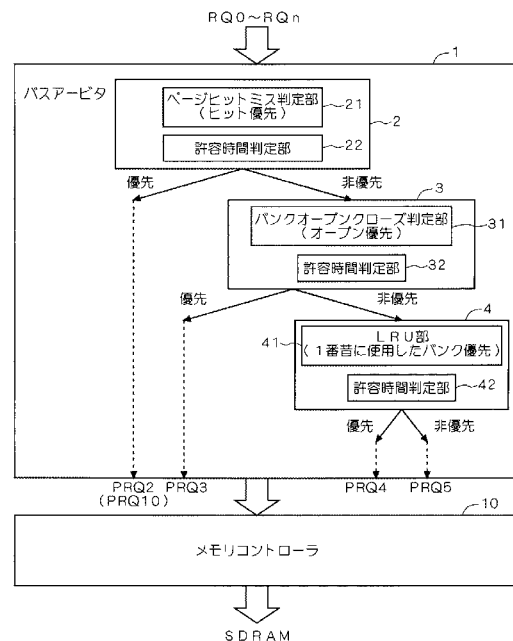 RQ0～RQn
1
バスアービタ
ページヒットミス判定部
(ヒット優先)
21
2
許容時間判定部
22
優先
非優先
3
バンクオープンクローズ判定部
(オープン優先)
31
許容時間判定部
32
優先
非優先
4
LRU部
(1番昔に使用したバンク優先)
41
許容時間判定部
42
優先
非優先
PRQ2
(PRQ10)
PRQ3
PRQ4
PRQ5
10
メモリコントローラ
SDRAM